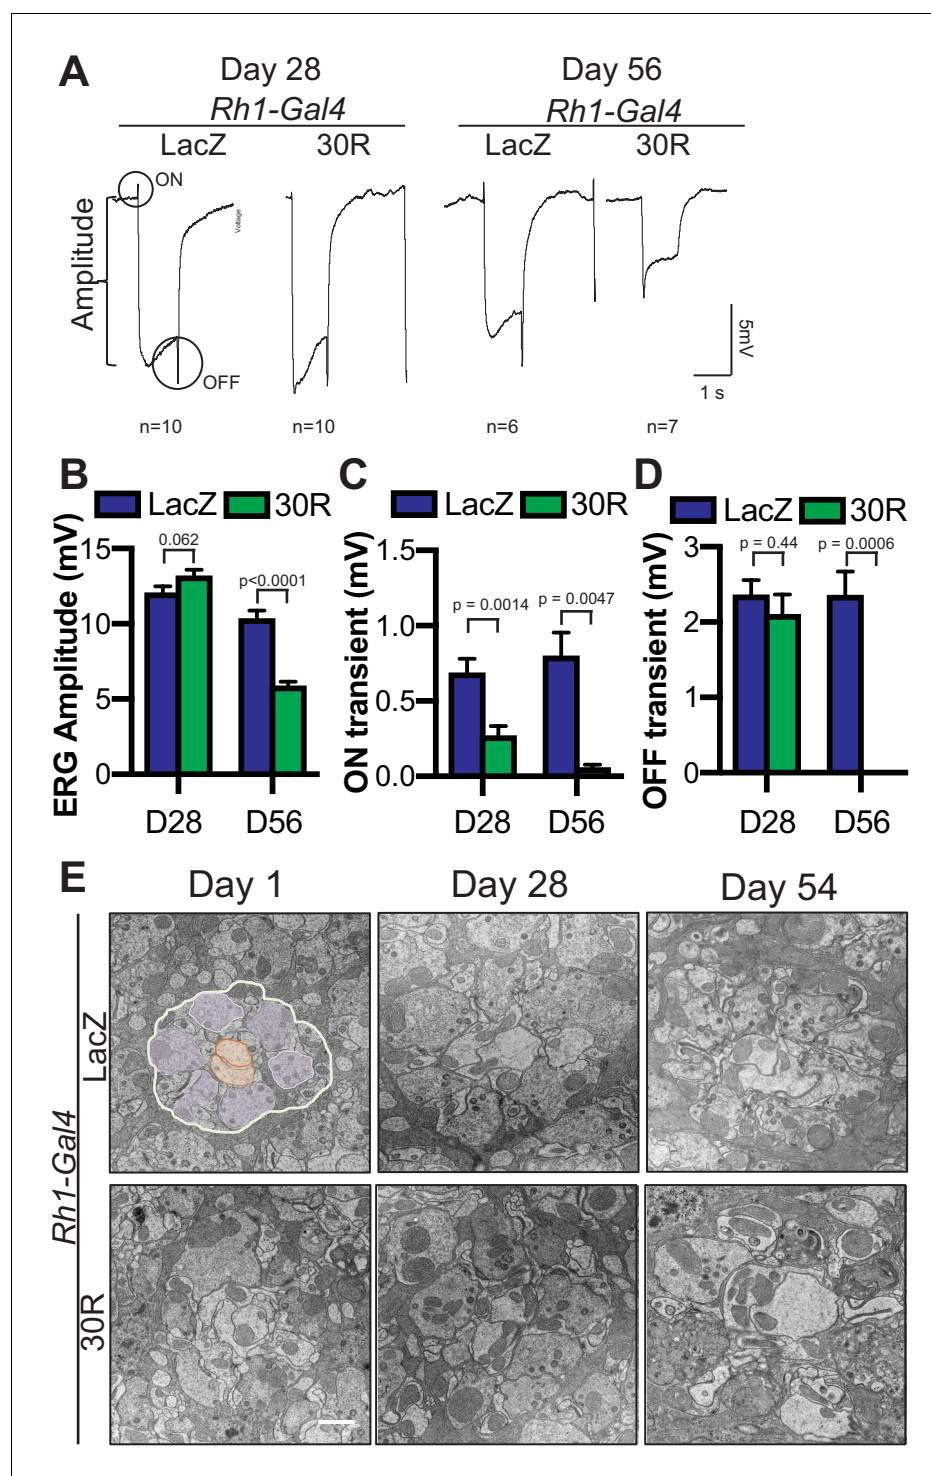 A
Day 28
Day 56
Rh1-Gal4
Rh1-Gal4
LacZ
30R
LacZ
30R
ON
Voltage
Amplitude
OFF
5mV
1 s
n=10
n=10
n=6
n=7
B
LacZ
30R
0.062
p<0.0001
15
10
5
0
ERG Amplitude (mV)
D28
D56
C
LacZ
30R
p = 0.0014
p = 0.0047
1.5
1.0
0.5
0.0
ON transient (mV)
D28
D56
D
LacZ
30R
p = 0.44
p = 0.0006
3
2
1
0
OFF transient (mV)
D28
D56
E
Day 1
Day 28
Day 54
Rh1-Gal4
LacZ
30R